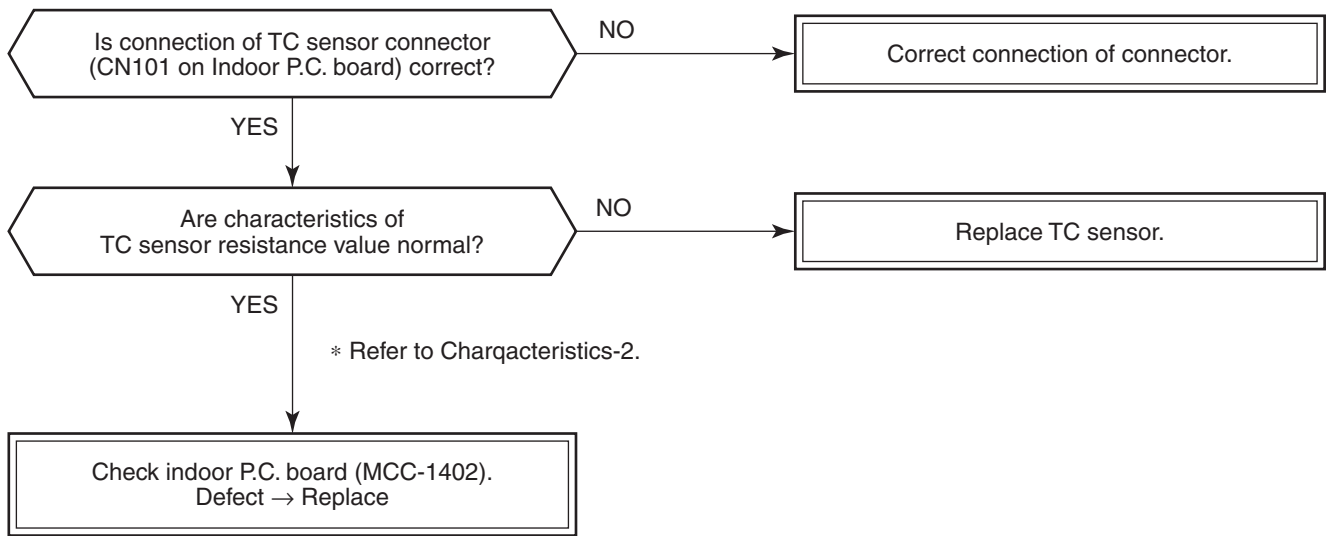 Is connection of TC sensor connector
(CN101 on Indoor P.C. board) correct?
NO
Correct connection of connector.
YES
Are characteristics of
TC sensor resistance value normal?
NO
Replace TC sensor.
YES
* Refer to Charqacteristics-2.
Check indoor P.C. board (MCC-1402).
Defect → Replace